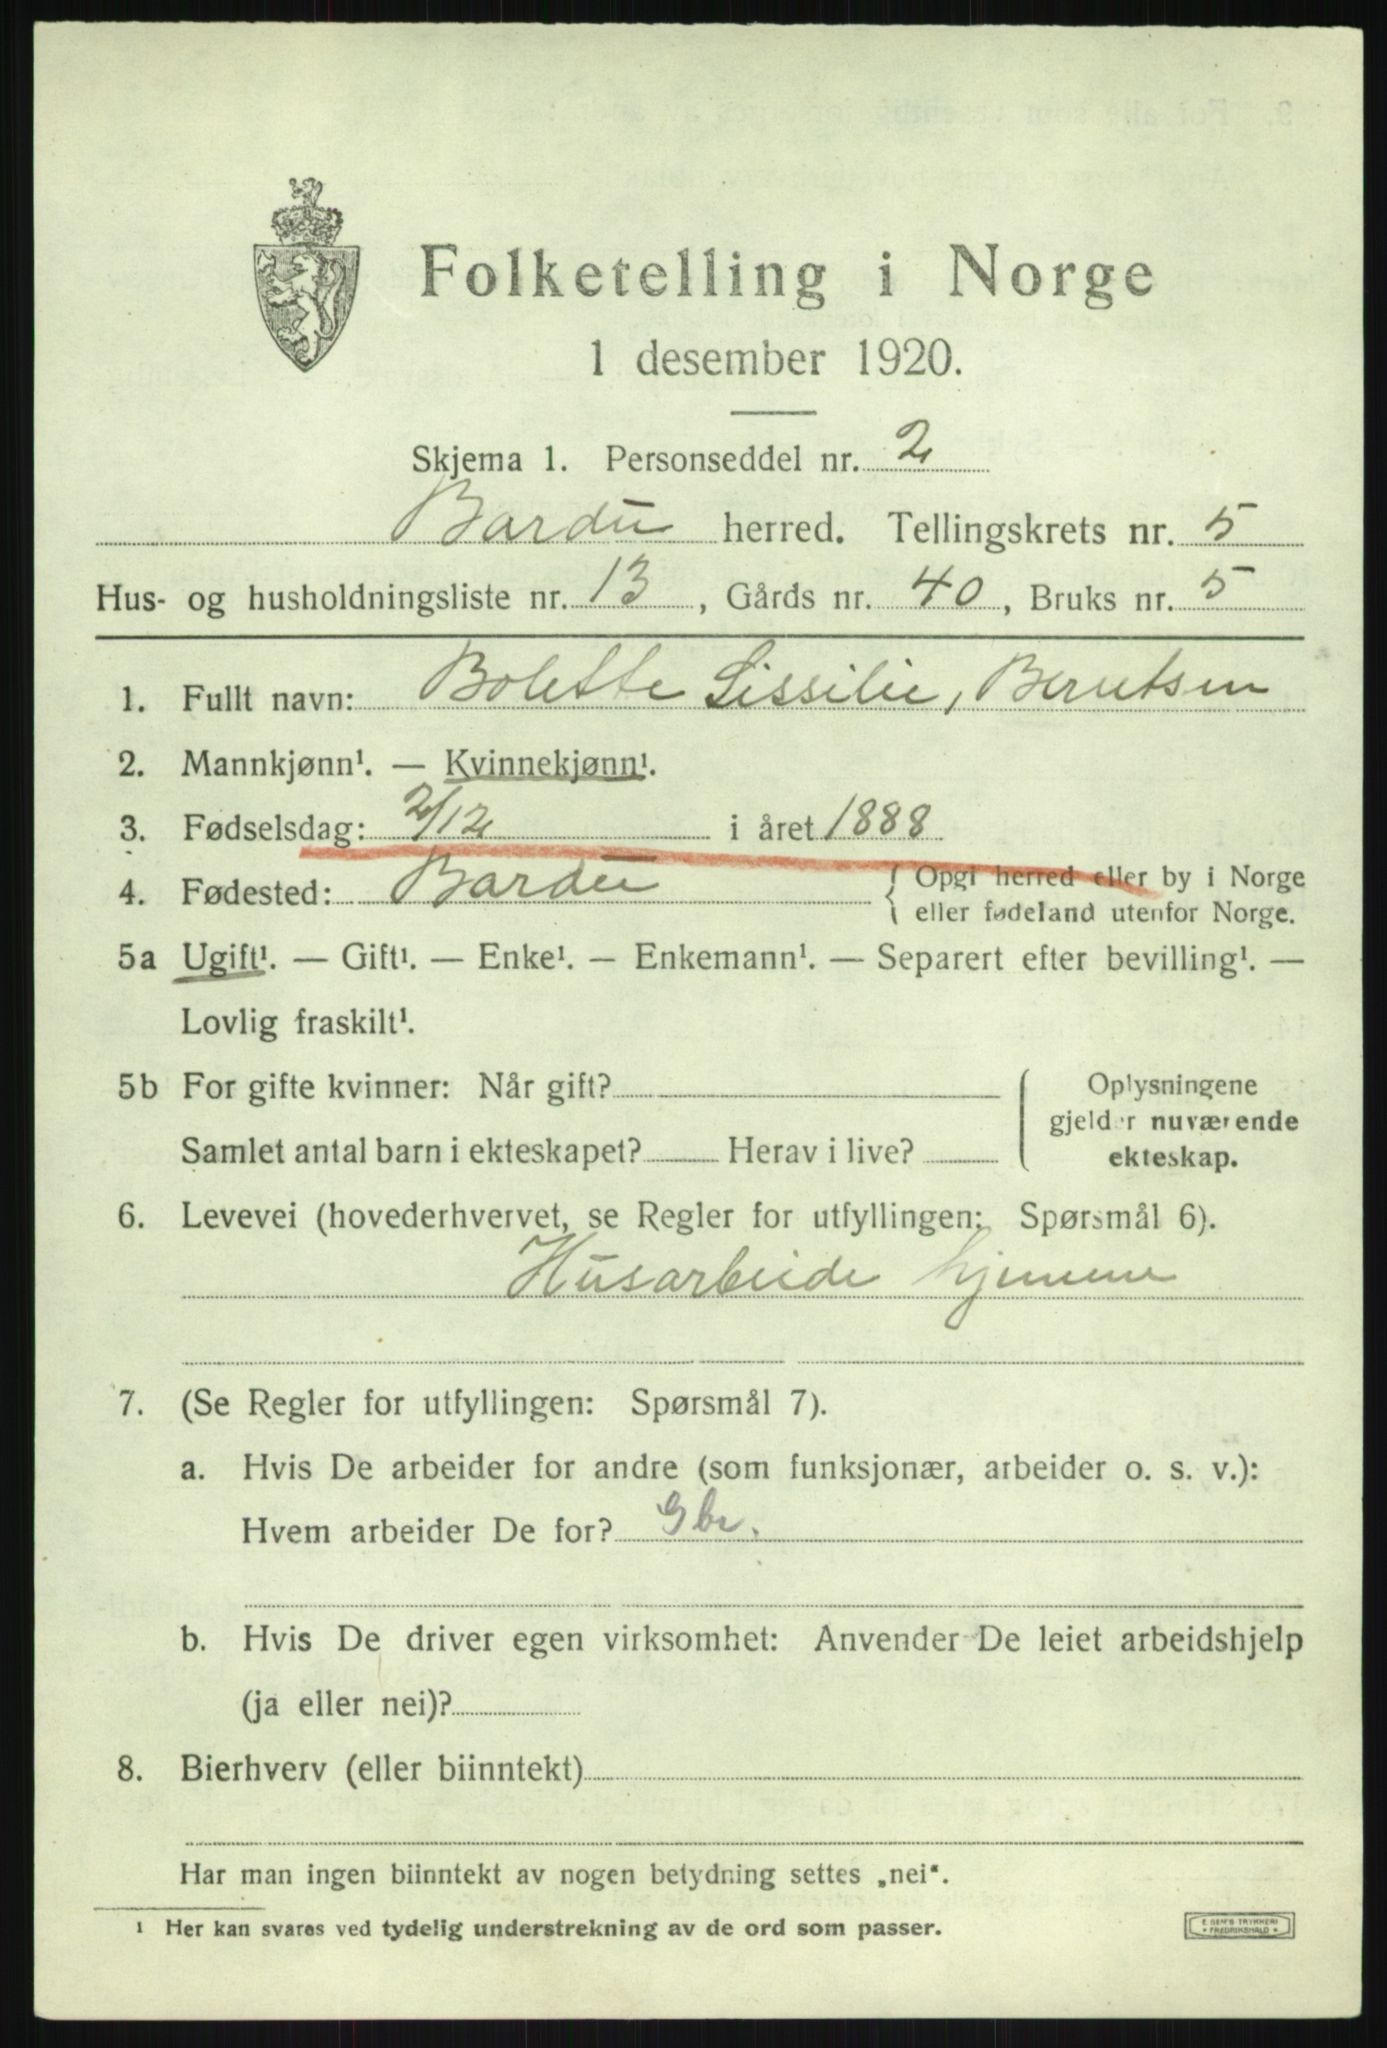 Folketelling i Norge
1 desember 1920.
Skjema 1. Personseddel nr. 2
Bardu herred. Tellingskrets nr. 5
Hus- og husholdningsliste nr. 13, Gårds nr. 40, Bruks nr. 5
1. Fullt navn: Bolette Sissilie, Berntsen
2. Mannkjønn¹. — Kvinnekjønn¹.
3. Fødselsdag: 2/12 i året 1888
4. Fødested: Bardu { Opgi herred eller by i Norge
eller fødeland utenfor Norge.
5a Ugift¹. — Gift¹. — Enke¹. — Enkemann¹. — Separert efter bevilling¹. —
Lovlig fraskilt¹.
5b For gifte kvinner: Når gift?
Samlet antal barn i ekteskapet? Herav i live?
Oplysningene
gjelder nuværende
ekteskap.
6. Levevei (hovederhvervet, se Regler for utfyllingen: Spørsmål 6).
Husarbeide hjemme
7. (Se Regler for utfyllingen: Spørsmål 7).
a. Hvis De arbeider for andre (som funksjonær, arbeider o. s. v.):
Hvem arbeider De for? Gbr.
b. Hvis De driver egen virksomhet: Anvender De leiet arbeidshjelp
(ja eller nei)?
8. Bierhverv (eller biinntekt)
Har man ingen biinntekt av nogen betydning settes „nei“.
¹ Her kan svares ved tydelig understrekning av de ord som passer.
E. SEM'S TRYKKERI
• FREDRIKSHALD •